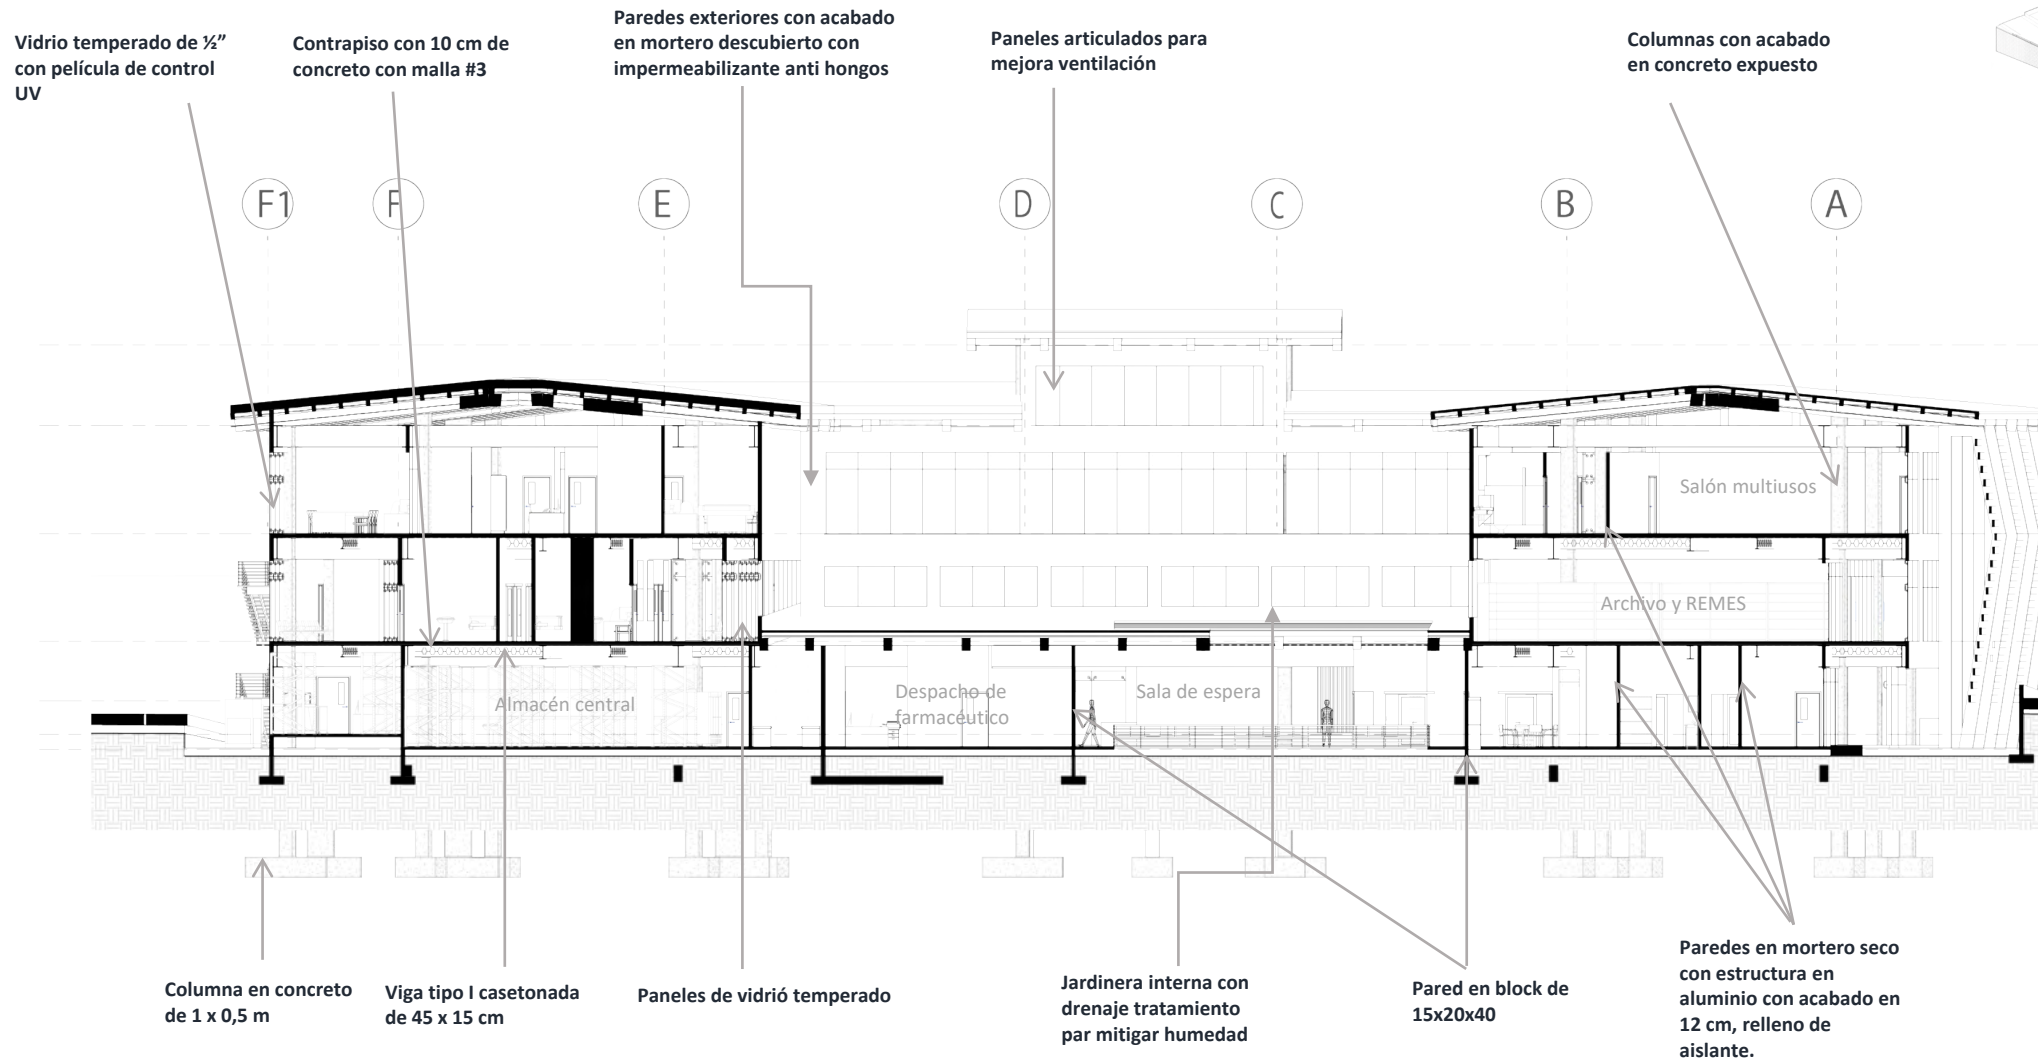 Vidrio temperado de ½”
con película de control
UV
Contrapiso con 10 cm de
concreto con malla #3
Paredes exteriores con acabado
en mortero descubierto con
impermeabilizante anti hongos
Paneles articulados para
mejora ventilación
Columnas con acabado
en concreto expuesto
F1
F
E
D
C
B
A
Salón multiusos
Archivo y REMES
Almacén central
Despacho de
farmacéutico
Sala de espera
Columna en concreto
de 1 x 0,5 m
Viga tipo I casetonada
de 45 x 15 cm
Paneles de vidrió temperado
Jardinera interna con
drenaje tratamiento
par mitigar humedad
Pared en block de
15x20x40
Paredes en mortero seco
con estructura en
aluminio con acabado en
12 cm, relleno de
aislante.